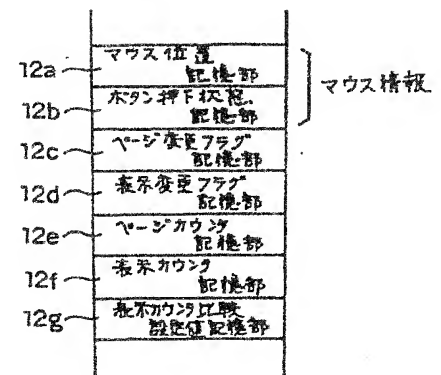 12a
マウス位置
記憶部
12b
ボタン押下状態
記憶部
マウス情報
12c
ページ変更フラグ
記憶部
12d
表示変更フラグ
記憶部
12e
ページカウンタ
記憶部
12f
表示カウンタ
記憶部
12g
表示カウンタ比較
設定値記憶部